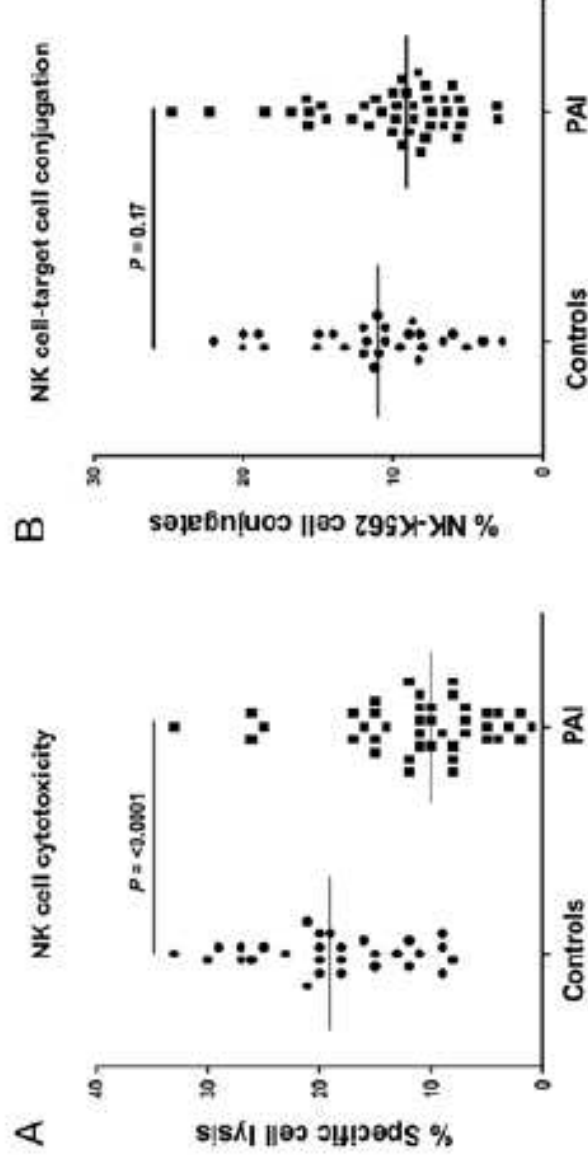 A
NK cell cytotoxicity
P = <0.0001
40
30
20
10
0
% Specific cell lysis
Controls
PAI
B
NK cell-target cell conjugation
P = 0.17
30
20
10
0
% NK-K562 cell conjugates
Controls
PAI